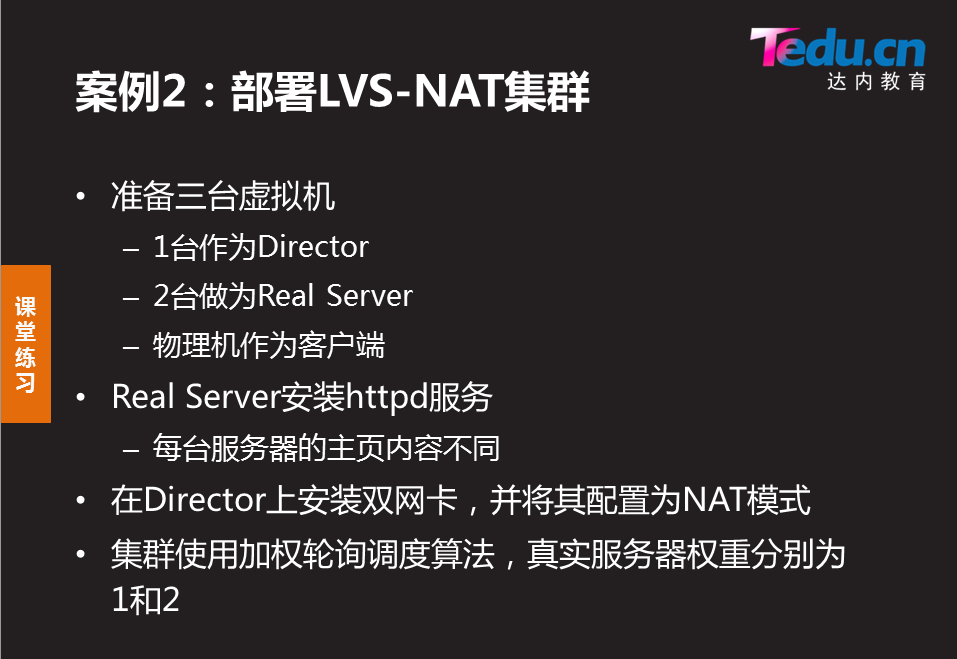 Tedu.cn
达内教育
案例2：部署LVS-NAT集群
• 准备三台虚拟机
– 1台作为Director
– 2台做为Real Server
– 物理机作为客户端
课堂练习
• Real Server安装httpd服务
– 每台服务器的主页内容不同
• 在Director上安装双网卡，并将其配置为NAT模式
• 集群使用加权轮询调度算法，真实服务器权重分别为
1和2